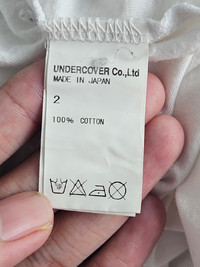 UNDERCOVER Co.,Ltd
MADE IN JAPAN
2
100% COTTON